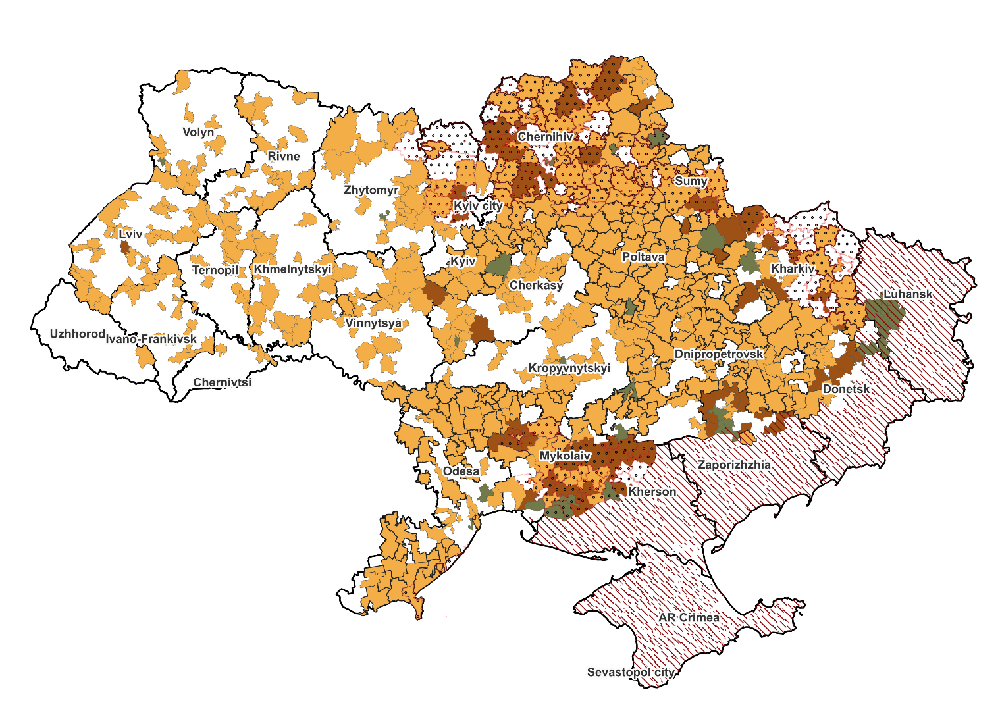 Volyn
Chernihiv
Rivne
Sumy
Zhytomyr
Kyiv city
Lviv
Poltava
Kyiv
Ternopil
Khmelnytskyi
Kharkiv
Cherkasy
Luhansk
Vinnytsya
Uzhhorod
Ivano-Frankivsk
Dnipropetrovsk
Kropyvnytskyi
Chernivtsi
Donetsk
Mykolaiv
Zaporizhzhia
Odesa
Kherson
AR Crimea
Sevastopol city